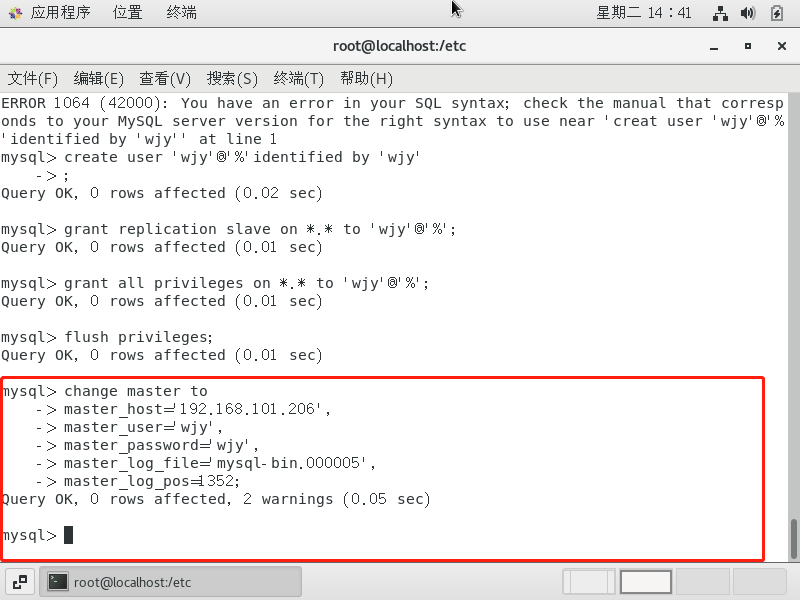 应用程序 位置 终端 星期二 14：41
root@localhost:/etc
文件(F) 编辑(E) 查看(V) 搜索(S) 终端(T) 帮助(H)
ERROR 1064 (42000): You have an error in your SQL syntax; check the manual that corresp
onds to your MySQL server version for the right syntax to use near 'creat user 'wjy'@'%
'identified by 'wjy'' at line 1
mysql> create user 'wjy'@'%'identified by 'wjy'
    -> ;
Query OK, 0 rows affected (0.02 sec)
mysql> grant replication slave on *.* to 'wjy'@'%';
Query OK, 0 rows affected (0.01 sec)
mysql> grant all privileges on *.* to 'wjy'@'%';
Query OK, 0 rows affected (0.01 sec)
mysql> flush privileges;
Query OK, 0 rows affected (0.01 sec)
mysql> change master to
    -> master_host='192.168.101.206',
    -> master_user='wjy',
    -> master_password='wjy',
    -> master_log_file='mysql-bin.000005',
    -> master_log_pos=1352;
Query OK, 0 rows affected, 2 warnings (0.05 sec)
mysql>
root@localhost:/etc